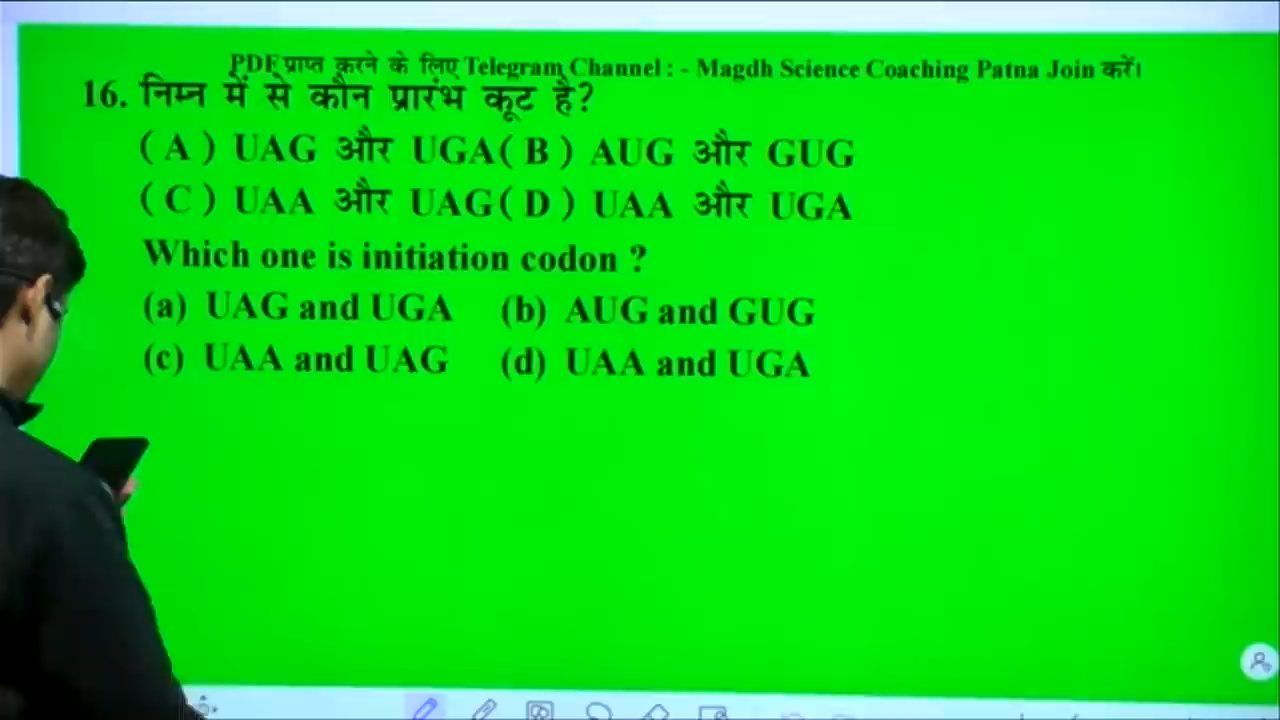 PDF प्राप्त करने के लिए Telegram Channel : - Magdh Science Coaching Patna Join करें।
16. निम्न में से कौन प्रारंभ कूट है?
( A ) UAG और UGA ( B ) AUG और GUG
( C ) UAA और UAG ( D ) UAA और UGA
Which one is initiation codon ?
(a) UAG and UGA (b) AUG and GUG
(c) UAA and UAG (d) UAA and UGA